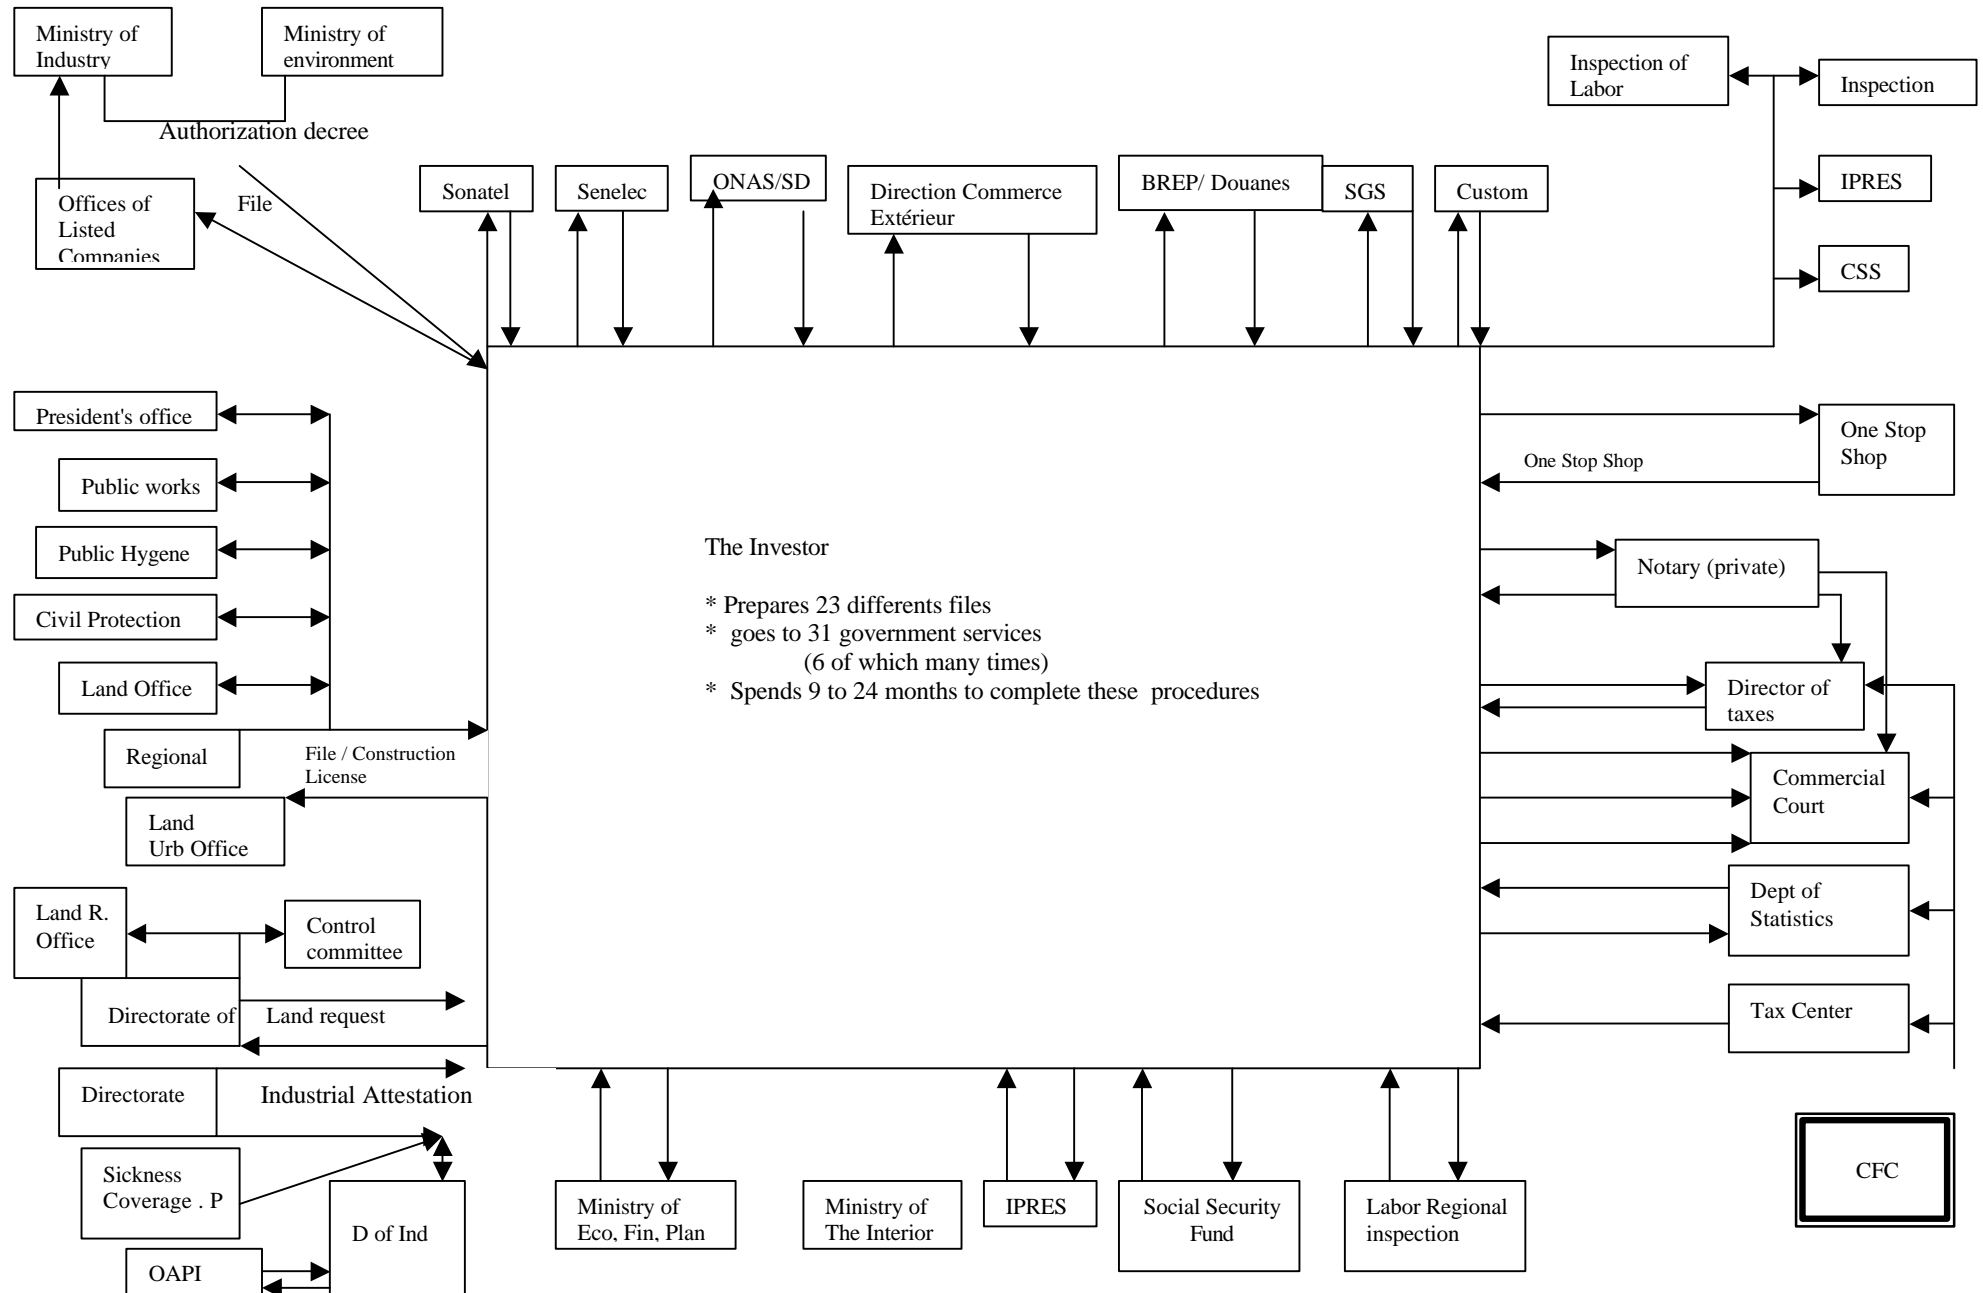 Ministry of
Industry
Ministry of
environment
Authorization decree
File
Offices of
Listed
Companies
Sonatel
Senelec
ONAS/SD
Direction Commerce
Extérieur
BREP/ Douanes
SGS
Custom
Inspection of
Labor
Inspection
IPRES
CSS
President's office
Public works
Public Hygene
Civil Protection
Land Office
Regional
File / Construction
License
Land
Urb Office
Land R.
Office
Control
committee
Directorate of
Land request
Directorate
Industrial Attestation
Sickness
Coverage . P
D of Ind
OAPI
The Investor
* Prepares 23 differents files
* goes to 31 government services
(6 of which many times)
* Spends 9 to 24 months to complete these procedures
One Stop Shop
One Stop
Shop
Notary (private)
Director of
taxes
Commercial
Court
Dept of
Statistics
Tax Center
Ministry of
Eco, Fin, Plan
Ministry of
The Interior
IPRES
Social Security
Fund
Labor Regional
inspection
CFC